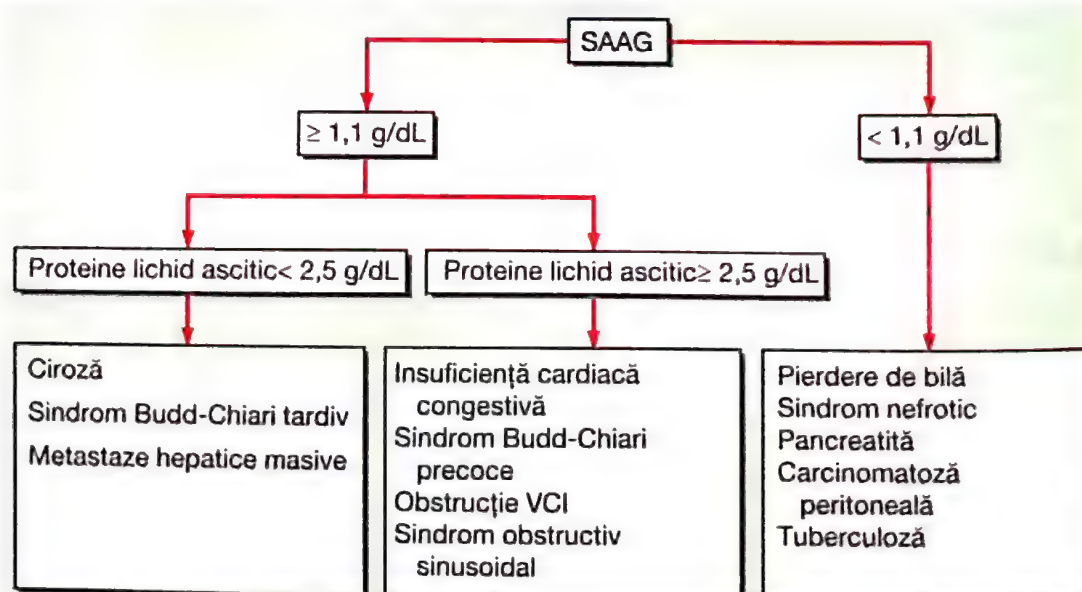 SAAG
≥ 1,1 g/dL
< 1,1 g/dL
Proteine lichid ascitic< 2,5 g/dL
Proteine lichid ascitic≥ 2,5 g/dL
Ciroză
Sindrom Budd-Chiari tardiv
Metastaze hepatice masive
Insuficiență cardiacă
congestivă
Sindrom Budd-Chiari
precoce
Obstrucție VCI
Sindrom obstructiv
sinusoidal
Pierdere de bilă
Sindrom nefrotic
Pancreatită
Carcinomatoză
peritoneală
Tuberculoză